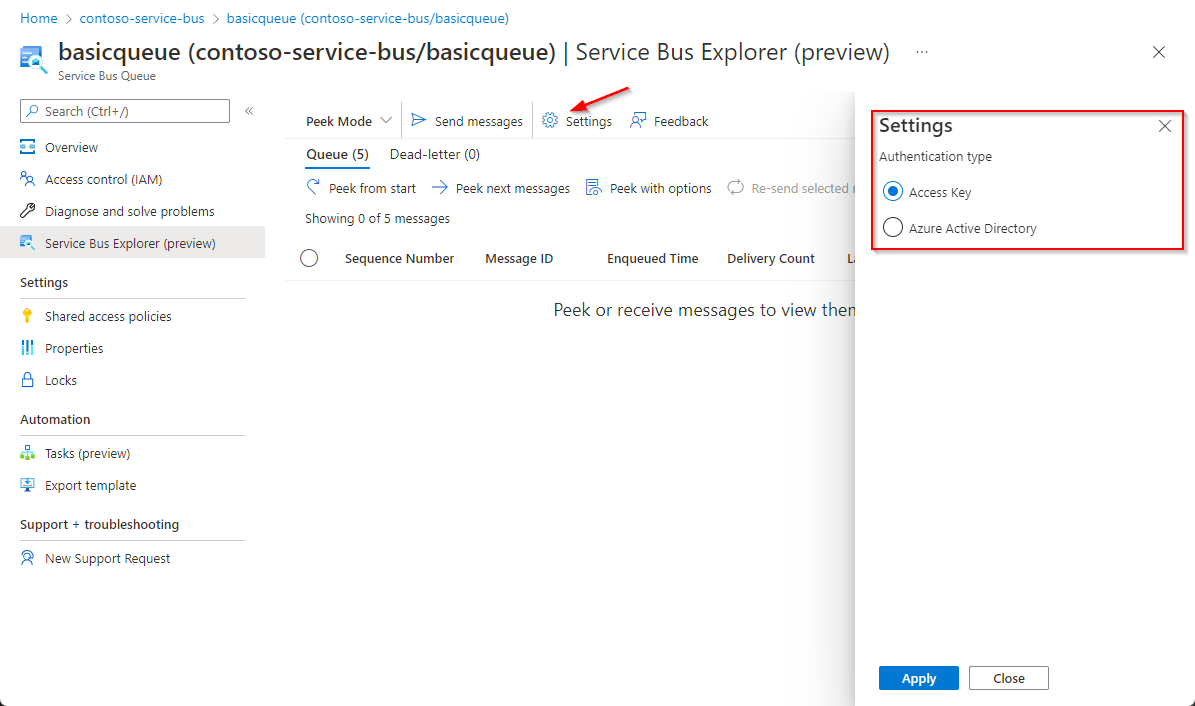 Home > contoso-service-bus > basicqueue (contoso-service-bus/basicqueue)
basicqueue (contoso-service-bus/basicqueue) | Service Bus Explorer (preview) ...
Service Bus Queue
Search (Ctrl+/)
«
Overview
Access control (IAM)
Diagnose and solve problems
Service Bus Explorer (preview)
Settings
Shared access policies
Properties
Locks
Automation
Tasks (preview)
Export template
Support + troubleshooting
New Support Request
Peek Mode
Send messages
Settings
Feedback
Queue (5)
Dead-letter (0)
Peek from start
Peek next messages
Peek with options
Re-send selected
Showing 0 of 5 messages
Sequence Number
Message ID
Enqueued Time
Delivery Count
Peek or receive messages to view
Settings
Authentication type
Access Key
Azure Active Directory
Apply
Close